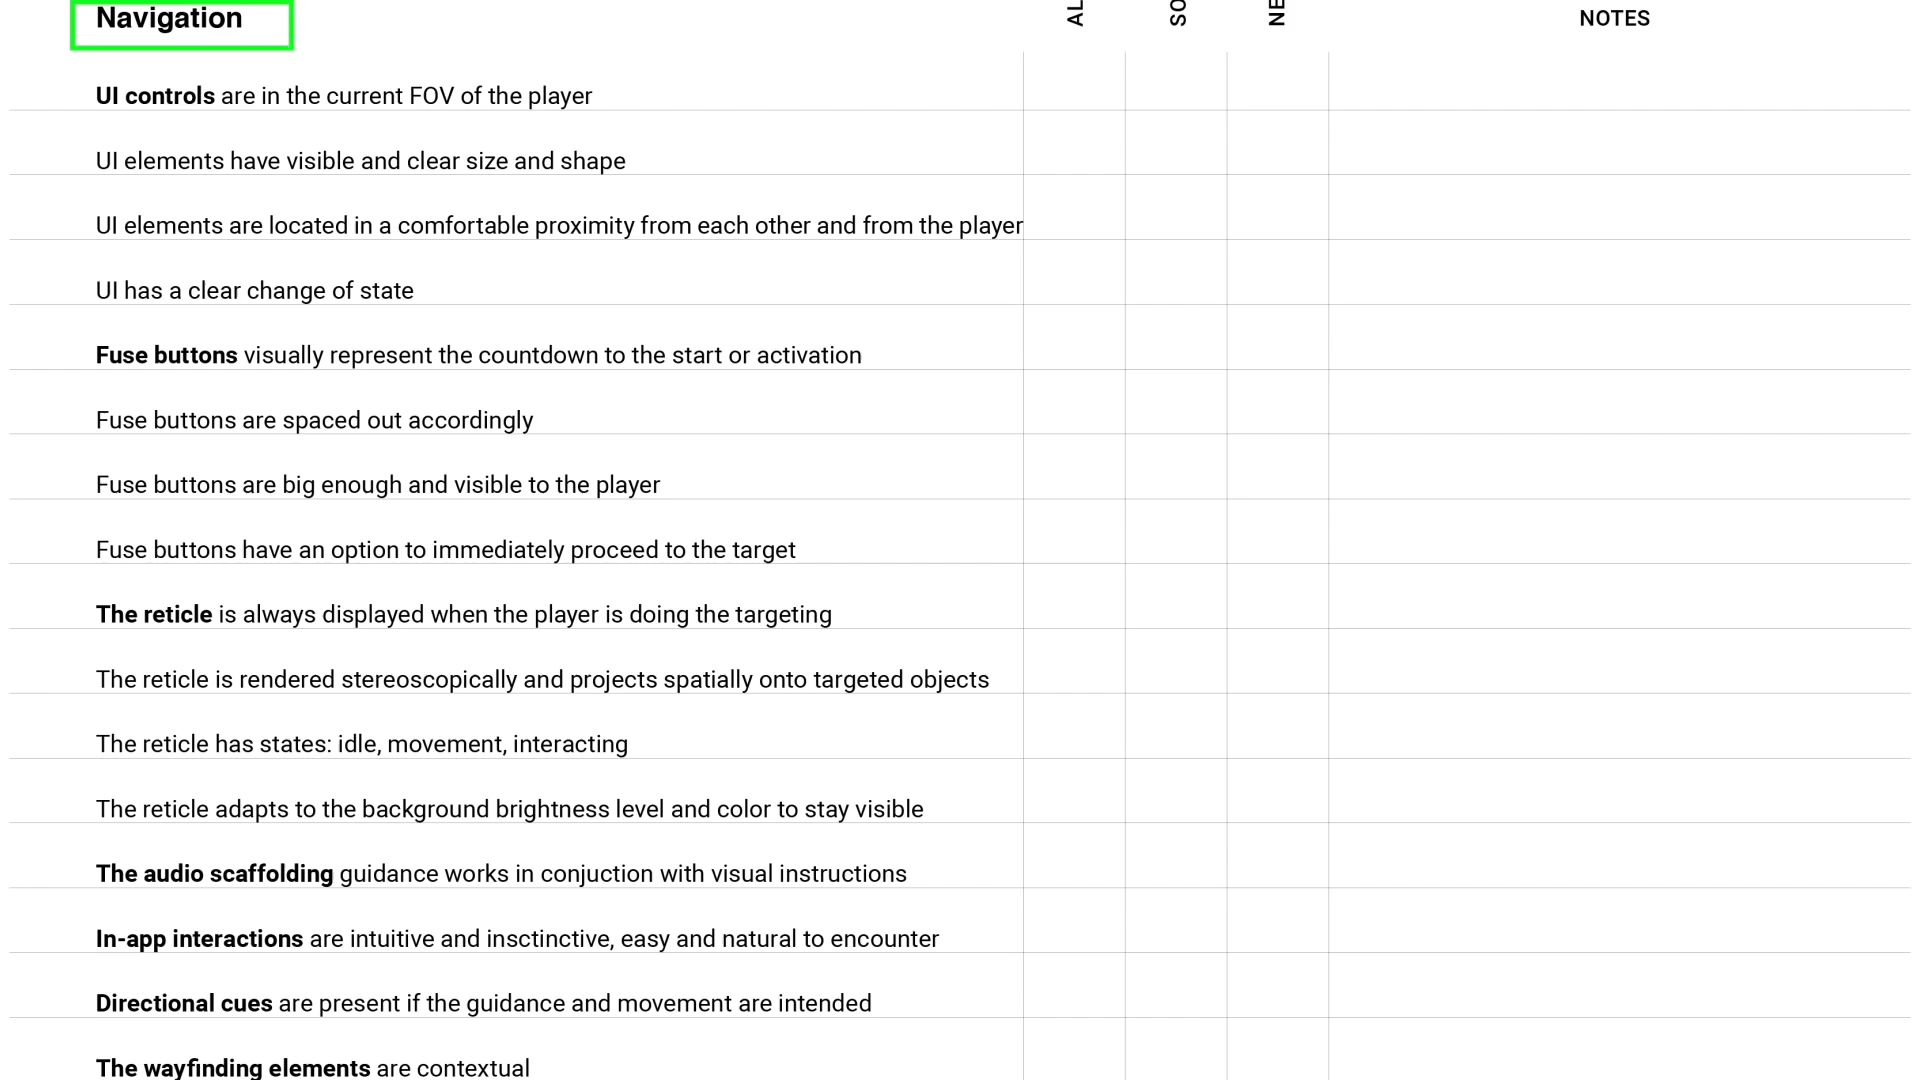 Navigation
AL
SO
NE
NOTES
UI controls are in the current FOV of the player
UI elements have visible and clear size and shape
UI elements are located in a comfortable proximity from each other and from the player
UI has a clear change of state
Fuse buttons visually represent the countdown to the start or activation
Fuse buttons are spaced out accordingly
Fuse buttons are big enough and visible to the player
Fuse buttons have an option to immediately proceed to the target
The reticle is always displayed when the player is doing the targeting
The reticle is rendered stereoscopically and projects spatially onto targeted objects
The reticle has states: idle, movement, interacting
The reticle adapts to the background brightness level and color to stay visible
The audio scaffolding guidance works in conjuction with visual instructions
In-app interactions are intuitive and insctinctive, easy and natural to encounter
Directional cues are present if the guidance and movement are intended
The wayfinding elements are contextual